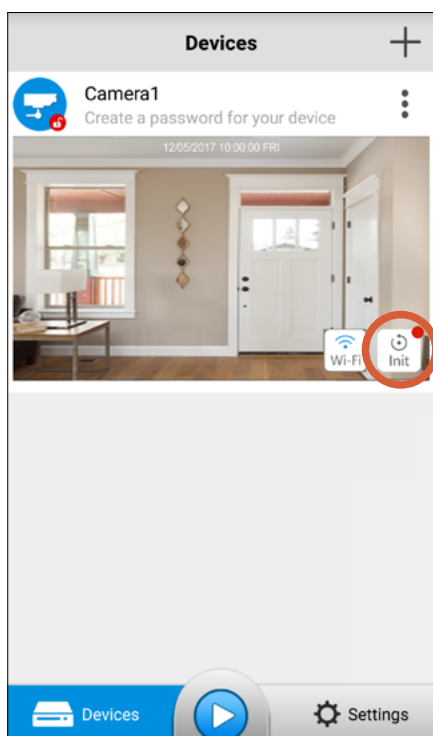 Devices
Camera1
Create a password for your device
12/05/2017 10:00:00 FRI
Wi-Fi
Init
Devices
Settings